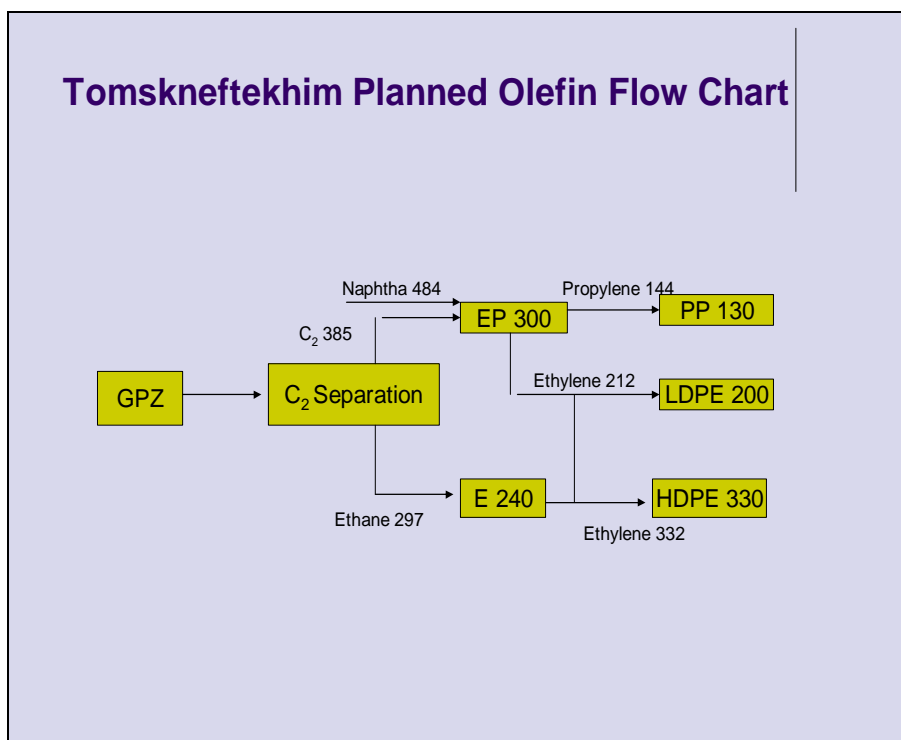 Tomskneftekhim Planned Olefin Flow Chart
Naphtha 484
Propylene 144
EP 300
PP 130
C₂ 385
GPZ
C₂ Separation
Ethylene 212
LDPE 200
E 240
HDPE 330
Ethane 297
Ethylene 332